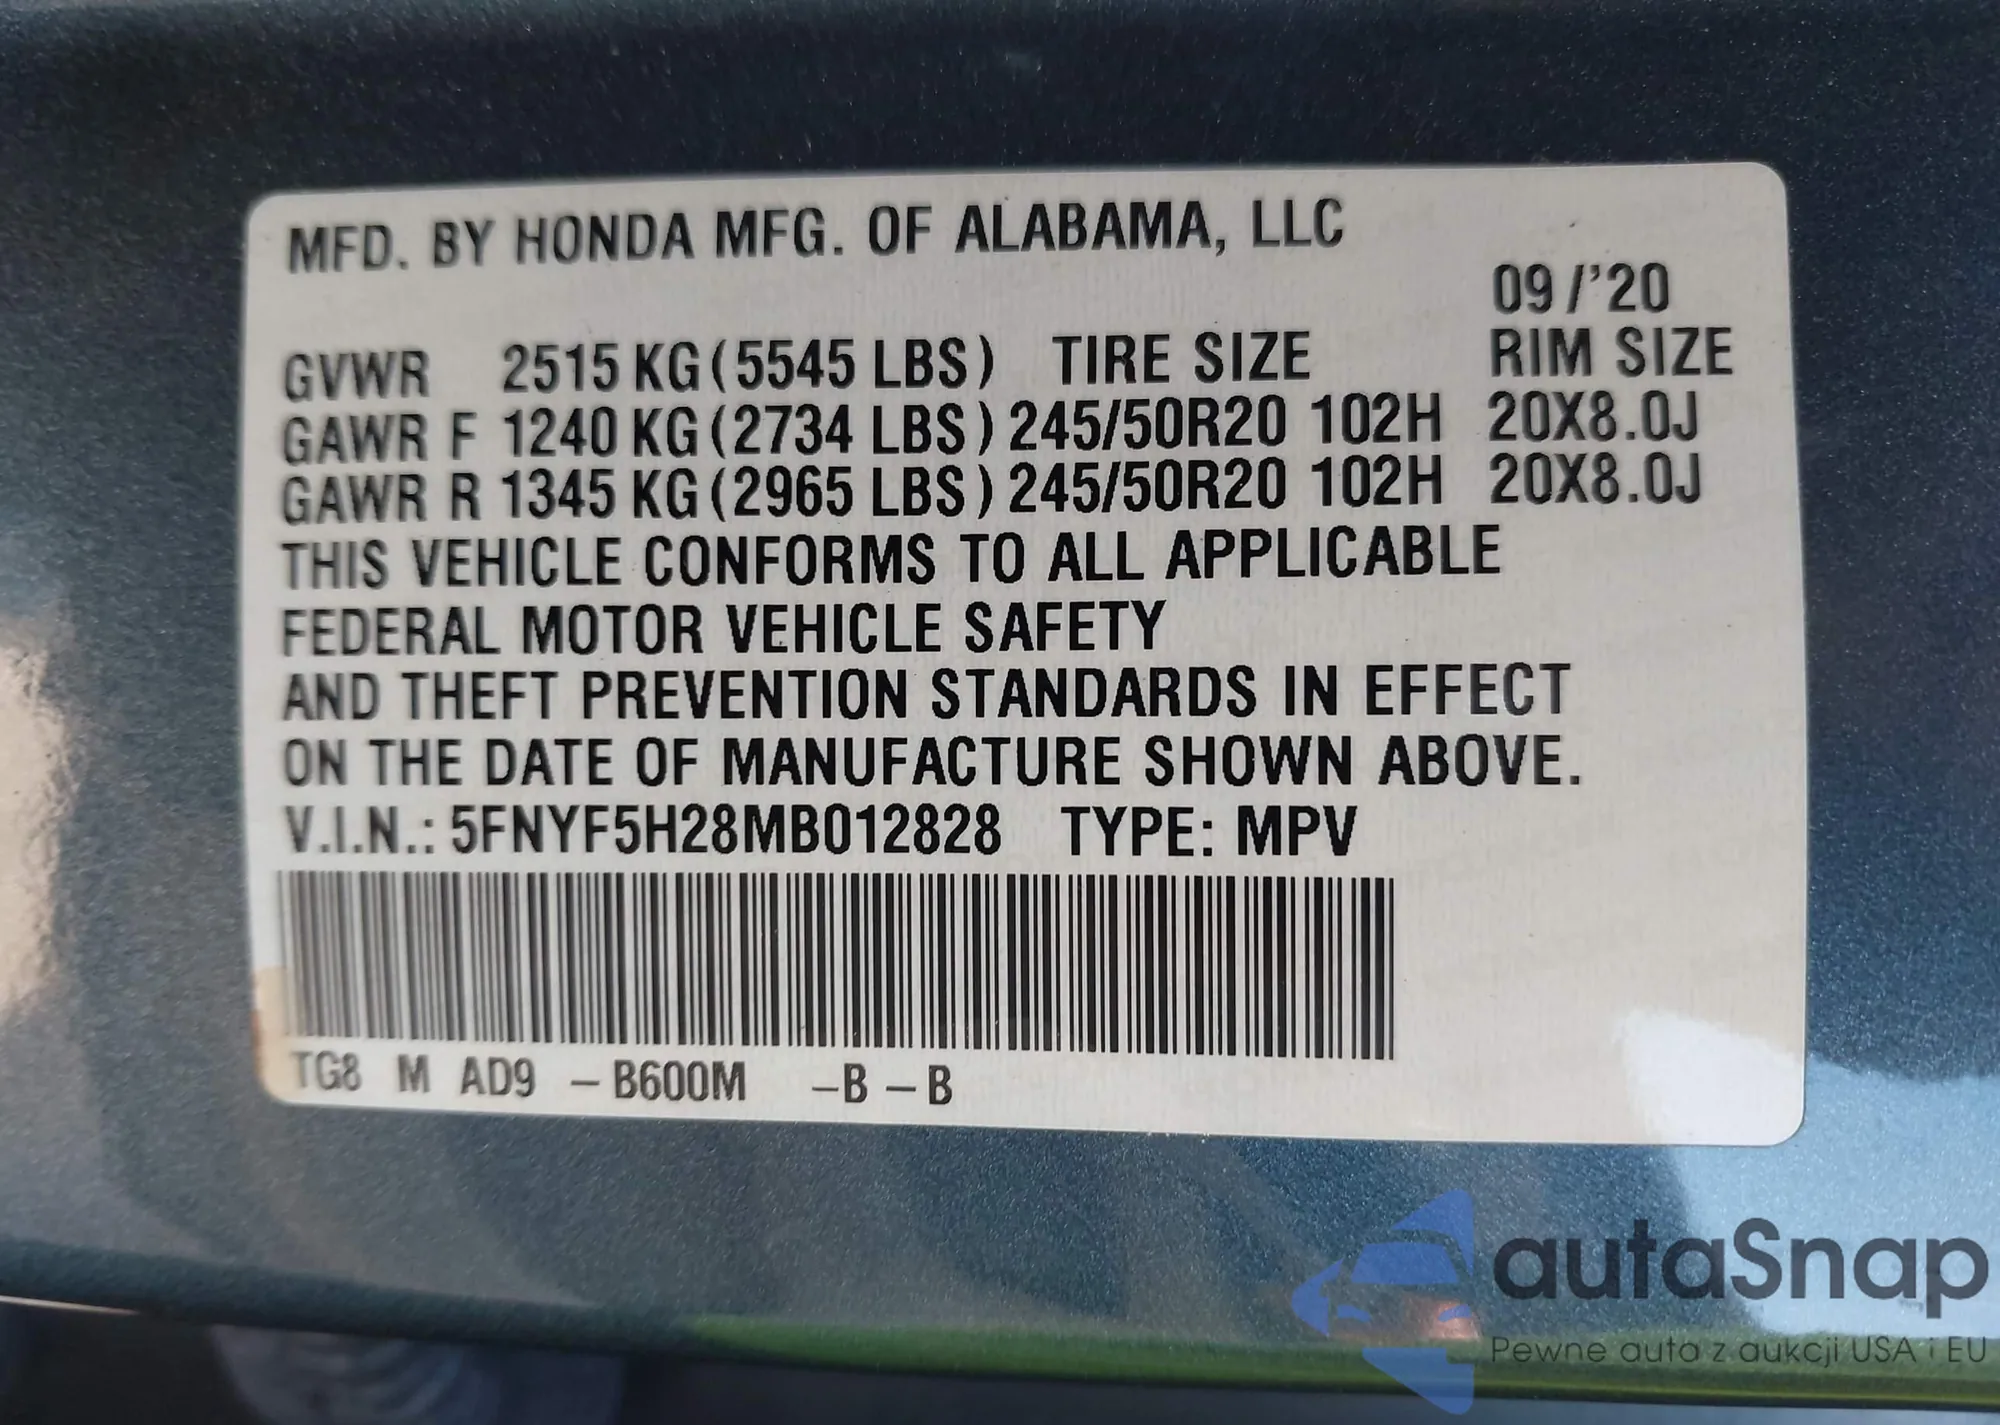 MFD. BY HONDA MFG. OF ALABAMA, LLC
09/'20
GVWR 2515 KG (5545 LBS) TIRE SIZE RIM SIZE
GAWR F 1240 KG (2734 LBS) 245/50R20 102H 20X8.0J
GAWR R 1345 KG (2965 LBS) 245/50R20 102H 20X8.0J
THIS VEHICLE CONFORMS TO ALL APPLICABLE
FEDERAL MOTOR VEHICLE SAFETY
AND THEFT PREVENTION STANDARDS IN EFFECT
ON THE DATE OF MANUFACTURE SHOWN ABOVE.
V.I.N.: 5FNYF5H28MB012828 TYPE: MPV
TG8 M AD9 – B600M –B – B
autaSnap
Pewne auta z aukcji USA i EU